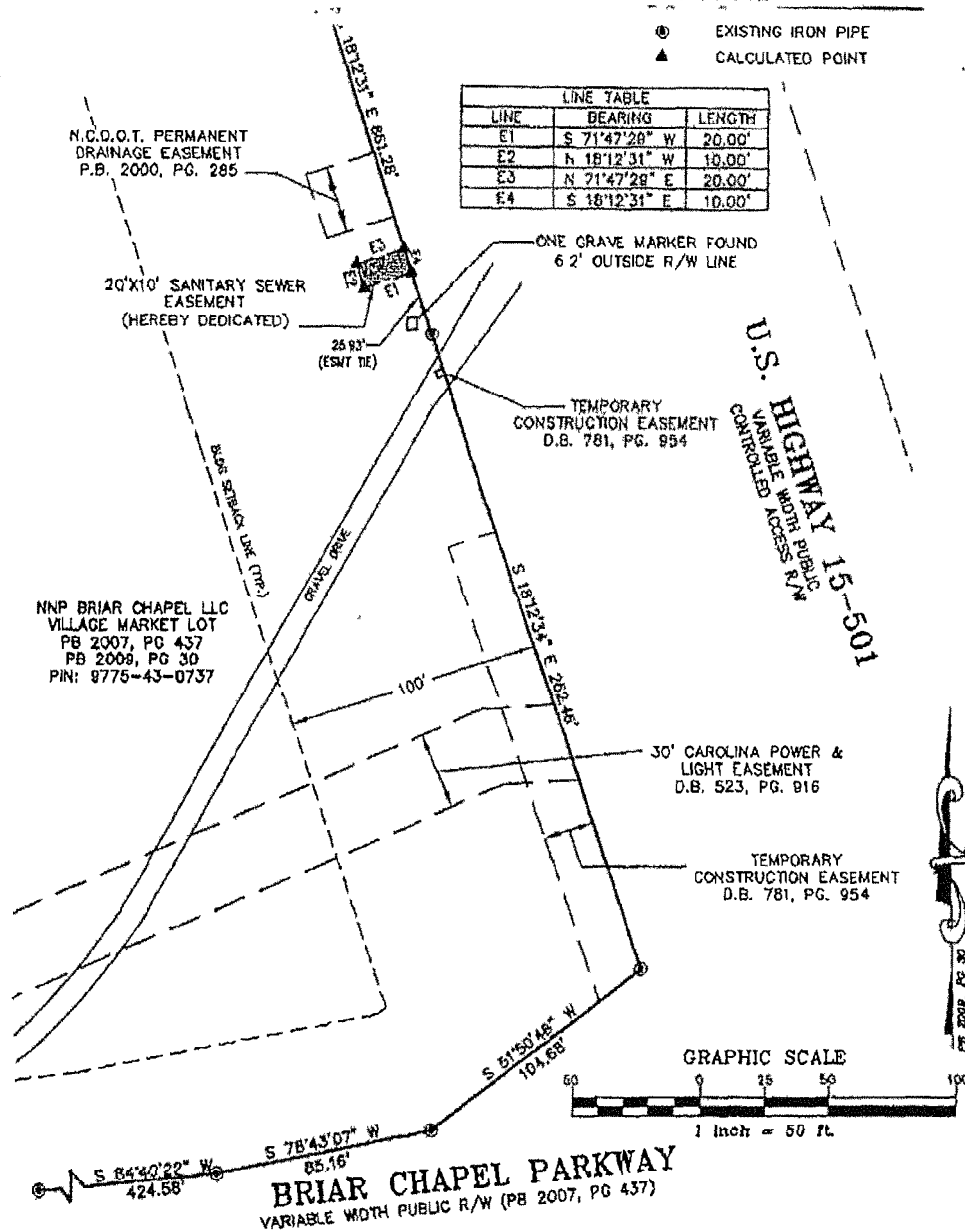 EXISTING IRON PIPE
CALCULATED POINT
LINE TABLE
LINE BEARING LENGTH
E1 S 71°47'29" W 20.00'
E2 N 18°12'31" W 10.00'
E3 N 71°47'29" E 20.00'
E4 S 18°12'31" E 10.00'
S 18°12'31" E 851.28'
N.C.D.O.T. PERMANENT
DRAINAGE EASEMENT
P.B. 2000, PG. 285
ONE GRAVE MARKER FOUND
6.2' OUTSIDE R/W LINE
E3
E4
E2
E1
20'X10' SANITARY SEWER
EASEMENT
(HEREBY DEDICATED)
25.93'
(ESMT TIE)
TEMPORARY
CONSTRUCTION EASEMENT
D.B. 781, PG. 954
U.S. HIGHWAY 15-501
VARIABLE WIDTH PUBLIC
CONTROLLED ACCESS R/W
BLDG SETBACK LINE (TYP.)
GRAVEL DRIVE
S 18°12'34" E 262.46'
NNP BRIAR CHAPEL LLC
VILLAGE MARKET LOT
PB 2007, PG 437
PB 2009, PG 30
PIN: 9775-43-0737
100'
30' CAROLINA POWER &
LIGHT EASEMENT
D.B. 523, PG. 916
TEMPORARY
CONSTRUCTION EASEMENT
D.B. 781, PG. 954
PB 2009 PG 30
S 51°50'48" W
104.68'
GRAPHIC SCALE
50 0 25 50 100
1 inch = 50 ft.
S 78°43'07" W
85.16'
S 84°40'22" W
424.58'
BRIAR CHAPEL PARKWAY
VARIABLE WIDTH PUBLIC R/W (PB 2007, PG 437)